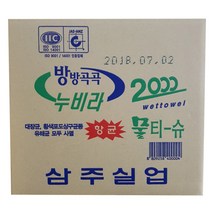 2018.07.02
방방곡곡
누비라
2000
wettowel
대장균, 황색포도상구균등
유해균 모두 사멸
항균
물티-슈
삼주실업